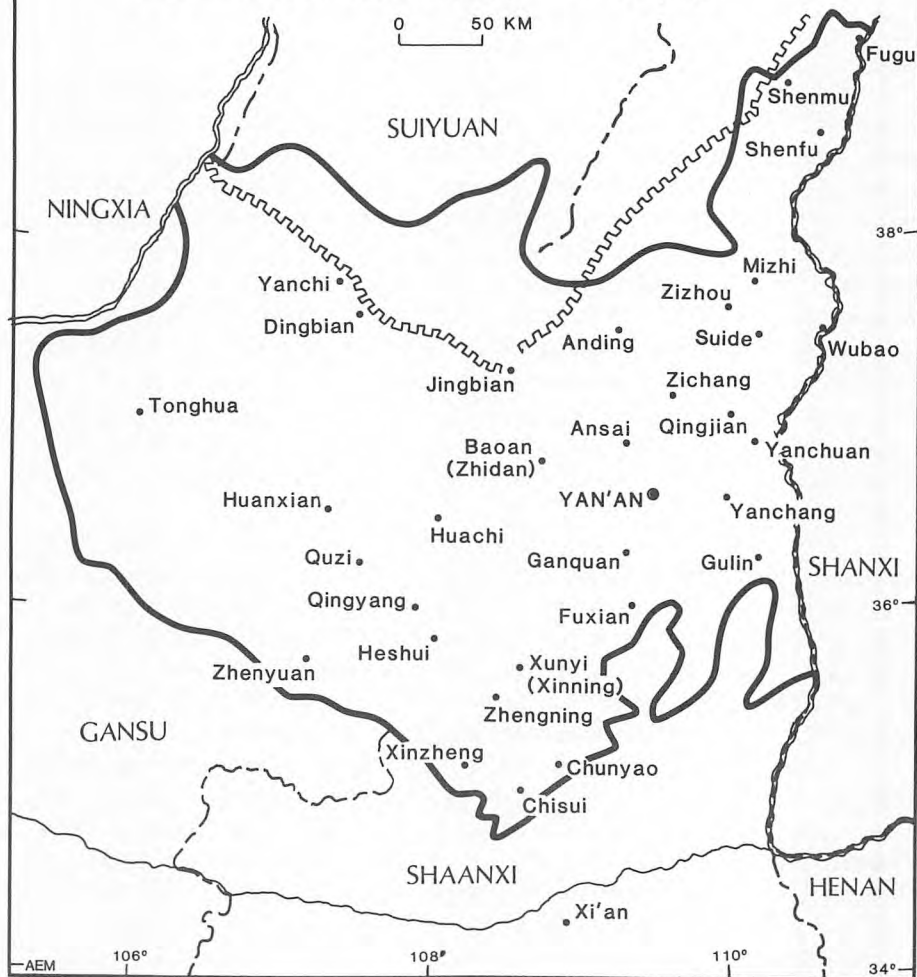 0 50 KM
Fugu
Shenmu
SUIYUAN
Shenfu
NINGXIA
38°
Mizhi
Yanchi
Zizhou
Dingbian
Anding
Suide
Wubao
Jingbian
Zichang
Tonghua
Ansai
Qingjian
Baoan
(Zhidan)
Yanchuan
YAN'AN
Huanxian
Yanchang
Huachi
Quzi
Ganquan
Gulin
SHANXI
Qingyang
Fuxian
36°
Heshui
Zhenyuan
Xunyi
(Xinning)
Zhengning
GANSU
Xinzheng
Chunyao
Chisui
SHAANXI
HENAN
Xi'an
AEM
106°
108°
110°
34°